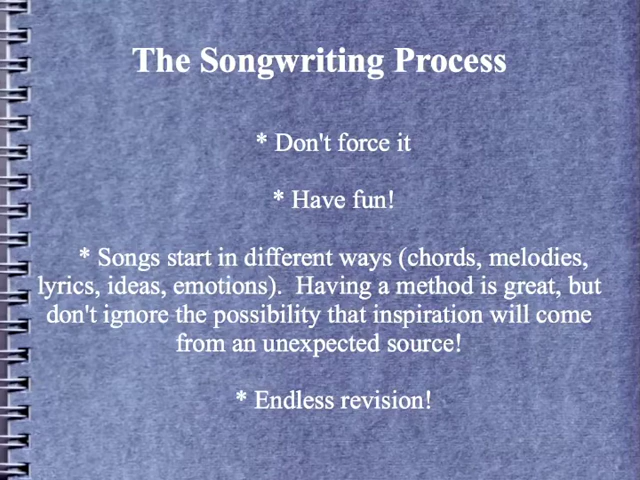 The Songwriting Process
* Don't force it
* Have fun!
* Songs start in different ways (chords, melodies,
lyrics, ideas, emotions).  Having a method is great, but
don't ignore the possibility that inspiration will come
from an unexpected source!
* Endless revision!